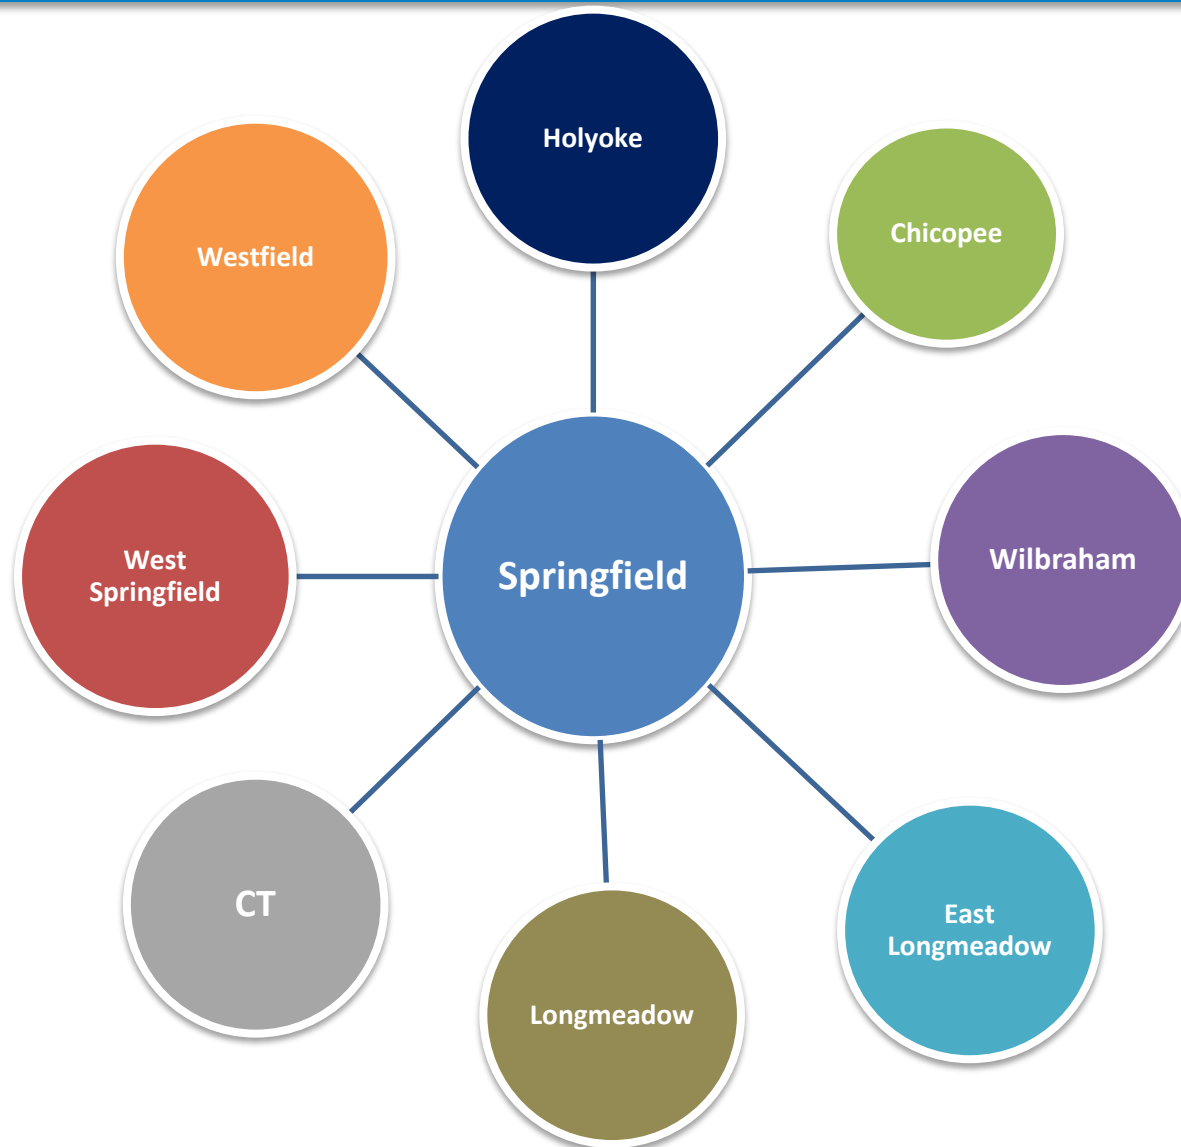 Holyoke
Chicopee
Westfield
Wilbraham
West
Springfield
Springfield
CT
East
Longmeadow
Longmeadow